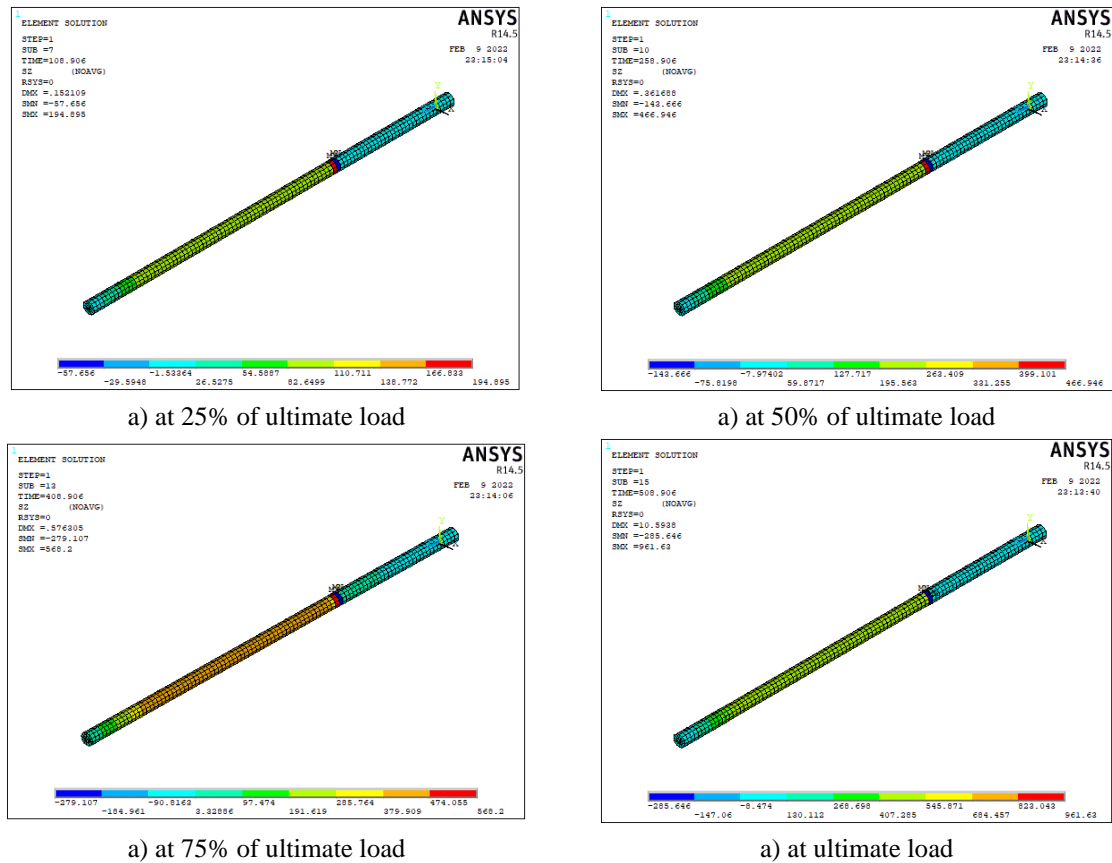 1
ELEMENT SOLUTION
STEP=1
SUB =7
TIME=108.906
SZ (NOAVG)
RSYS=0
DMX =.152109
SMN =-57.656
SMX =194.895
ANSYS
R14.5
FEB 9 2022
23:15:04
Y
X
-57.656 -1.53364 54.5887 110.711 166.833
-29.5948 26.5275 82.6499 138.772 194.895
a) at 25% of ultimate load
1
ELEMENT SOLUTION
STEP=1
SUB =10
TIME=258.906
SZ (NOAVG)
RSYS=0
DMX =.361688
SMN =-143.666
SMX =466.946
ANSYS
R14.5
FEB 9 2022
23:14:36
Y
X
-143.666 -7.97402 127.717 263.409 399.101
-75.8198 59.8717 195.563 331.255 466.946
a) at 50% of ultimate load
1
ELEMENT SOLUTION
STEP=1
SUB =13
TIME=408.906
SZ (NOAVG)
RSYS=0
DMX =.576305
SMN =-279.107
SMX =568.2
ANSYS
R14.5
FEB 9 2022
23:14:06
Y
X
-279.107 -90.8163 97.474 285.764 474.055
-184.961 3.32886 191.619 379.909 568.2
a) at 75% of ultimate load
1
ELEMENT SOLUTION
STEP=1
SUB =15
TIME=508.906
SZ (NOAVG)
RSYS=0
DMX =10.5938
SMN =-285.646
SMX =961.63
ANSYS
R14.5
FEB 9 2022
23:13:40
Y
X
-285.646 -8.474 268.698 545.871 823.043
-147.06 130.112 407.285 684.457 961.63
a) at ultimate load